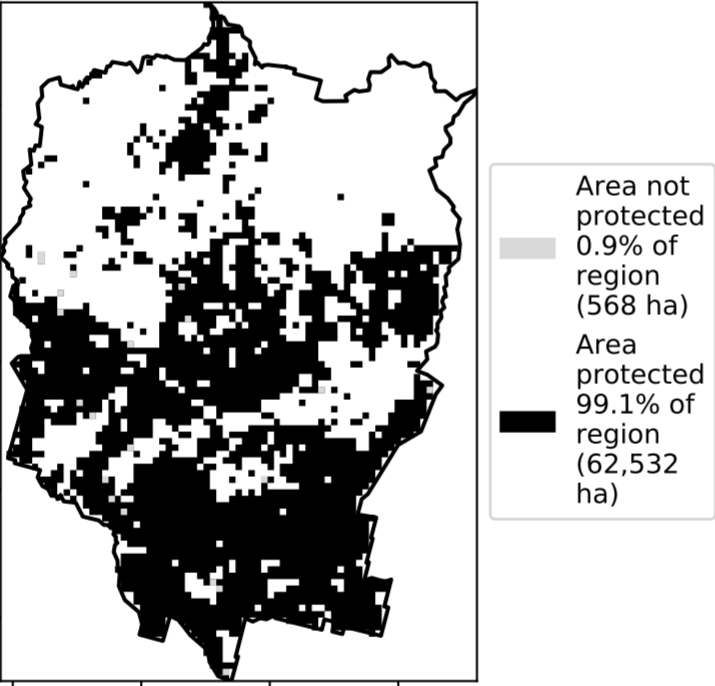 Area not
protected
0.9% of
region
(568 ha)
Area
protected
99.1% of
region
(62,532
ha)